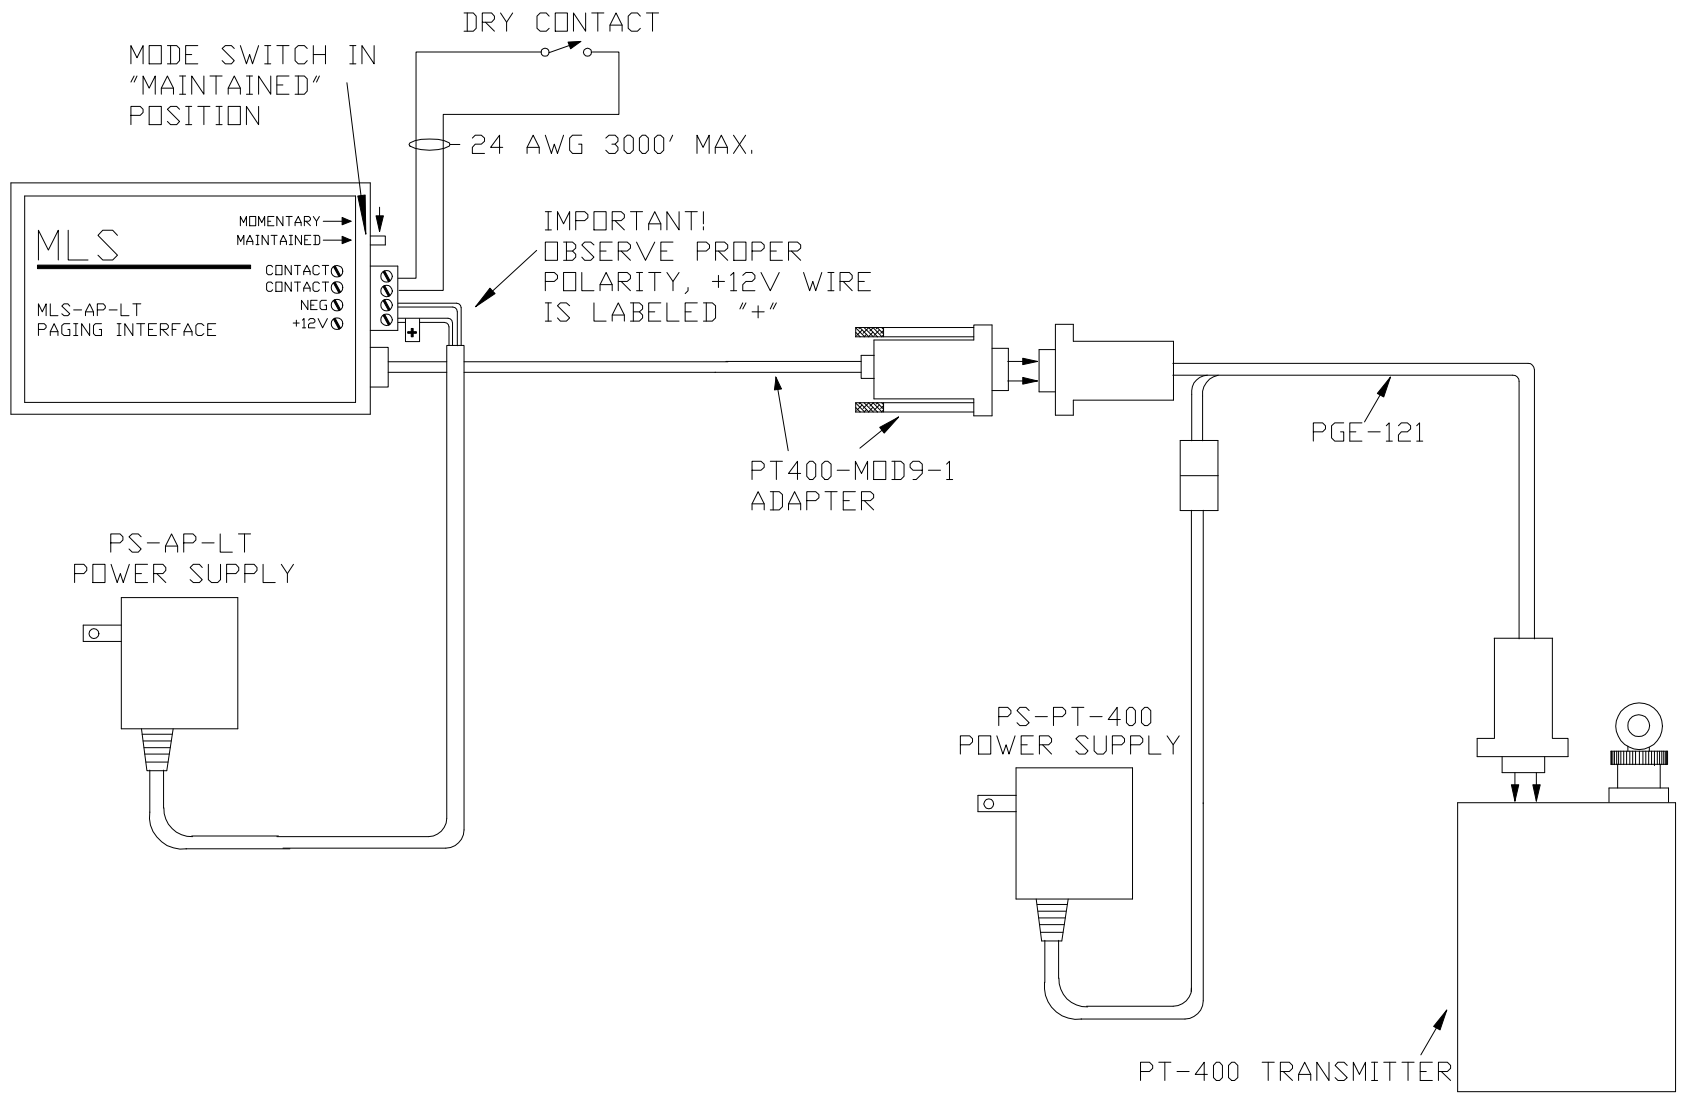 DRY CONTACT
MODE SWITCH IN
"MAINTAINED"
POSITION
24 AWG 3000' MAX.
MOMENTARY
MAINTAINED
MLS
CONTACT
CONTACT
NEG
+12V
MLS-AP-LT
PAGING INTERFACE
+
IMPORTANT!
OBSERVE PROPER
POLARITY, +12V WIRE
IS LABELED "+"
PT400-MOD9-1
ADAPTER
PGE-121
PS-AP-LT
POWER SUPPLY
PS-PT-400
POWER SUPPLY
PT-400 TRANSMITTER